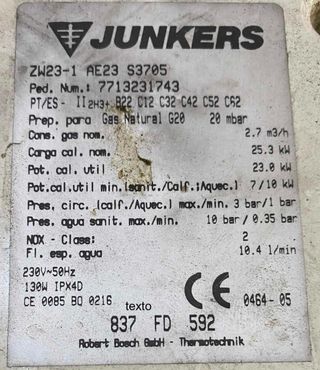 JUNKERS
ZW23-1 AE23 S3705
Ped. Num.: 7713231743
PT/ES- II2H3+ B22 C12 C32 C42 C52 C62
Prep. para Gas Natural G20 20 mbar
Cons. gas nom. 2.7 m3/h
Carga cal. nom. 25.3 kW
Pot. cal. util 23.0 kW
Pot.cal.util min.(sanit./Calf.;Aquec.) 7/10 kW
Pres. circ. (calf./Aquec.) max./min. 3 bar/1 bar
Pres. agua sanit. max./min. 10 bar/0.35 bar
NOX - Class: 2
Fl. esp. agua 10.4 l/min
230V~50Hz
130W IPX4D
CE 0085 BQ 0216 texto CE 0464-05
837 FD 592
Robert Bosch GmbH - Thermotechnik